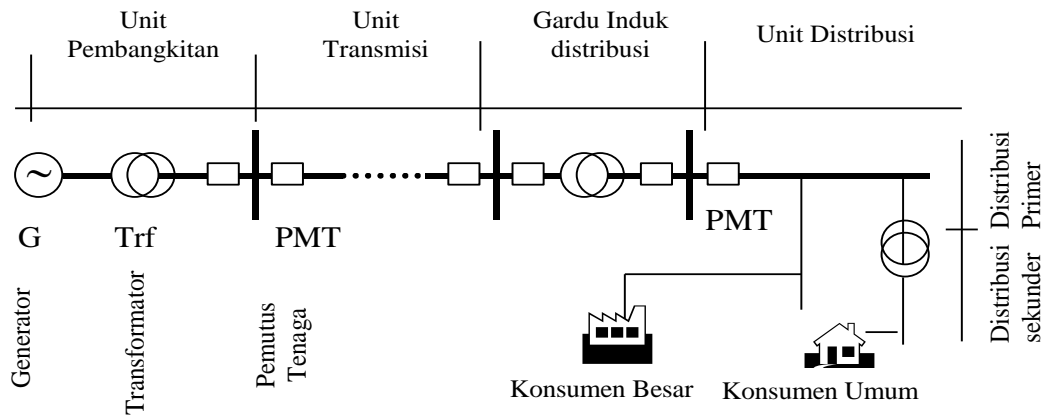 Unit
Pembangkitan
Unit
Transmisi
Gardu Induk
distribusi
Unit Distribusi
~
G
Trf
PMT
PMT
Generator
Transformator
Pemutus
Tenaga
Distribusi
Primer
Distribusi
sekunder
Konsumen Besar
Konsumen Umum